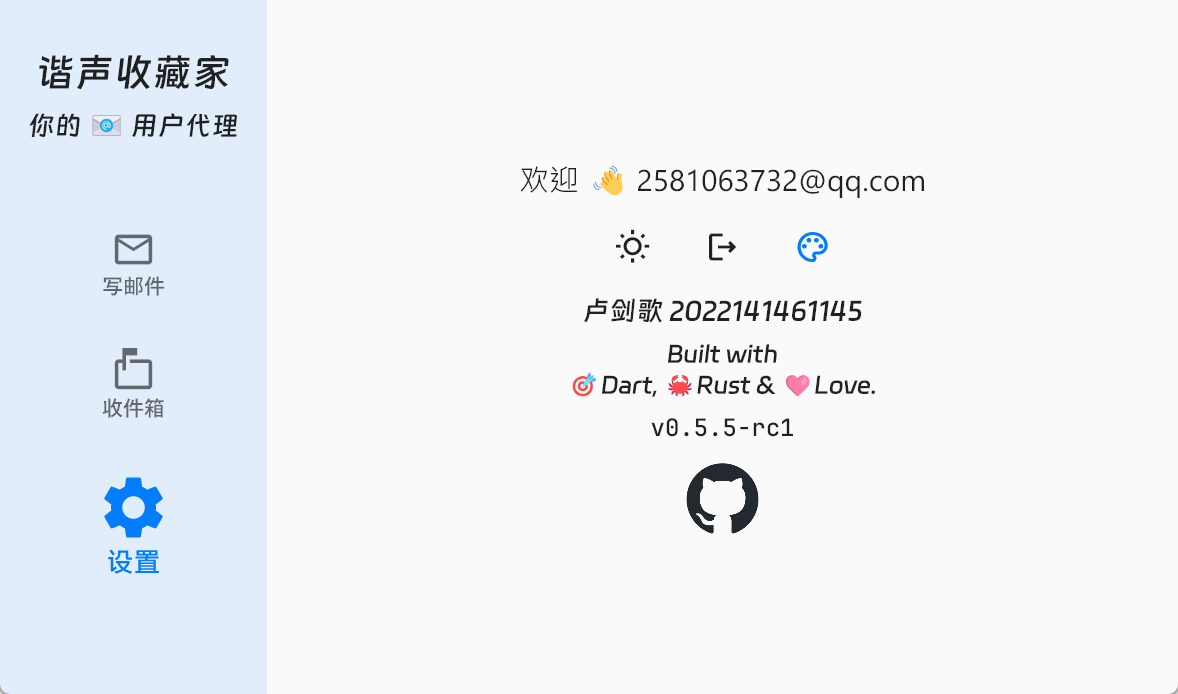 谐声收藏家
你的 📧 用户代理
写邮件
收件箱
设置
欢迎 👋 2581063732@qq.com
卢剑歌 2022141461145
Built with
🎯 Dart, 🦀 Rust & 🩷 Love.
v0.5.5-rc1